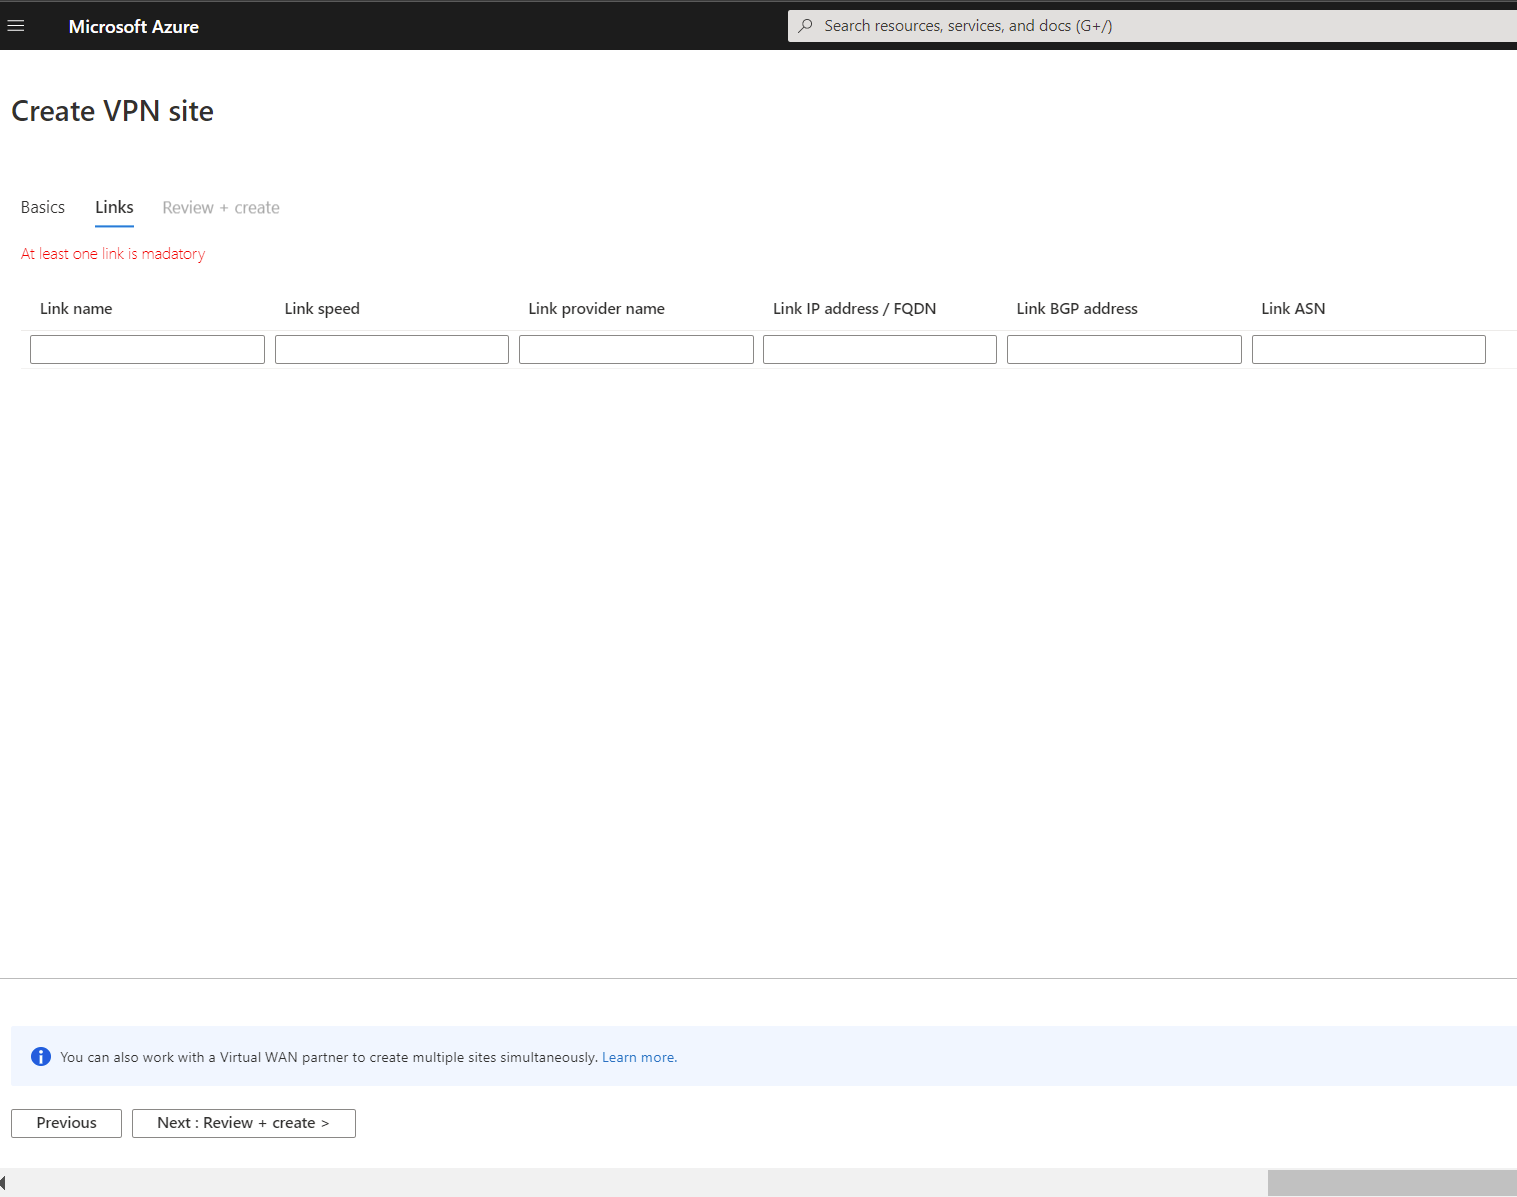 Microsoft Azure
Search resources, services, and docs (G+/)
Create VPN site
Basics Links Review + create
At least one link is madatory
Link name Link speed Link provider name Link IP address / FQDN Link BGP address Link ASN
You can also work with a Virtual WAN partner to create multiple sites simultaneously. Learn more.
Previous Next : Review + create >